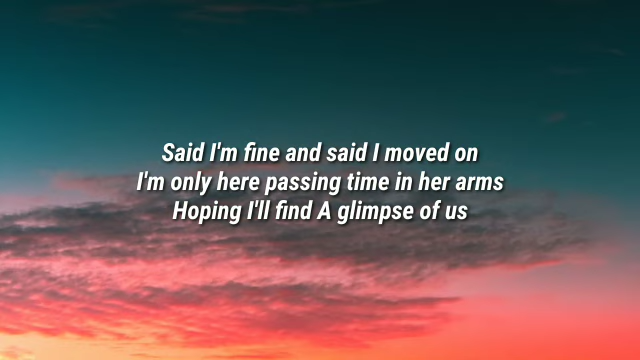 Said I'm fine and said I moved on
I'm only here passing time in her arms
Hoping I'll find A glimpse of us